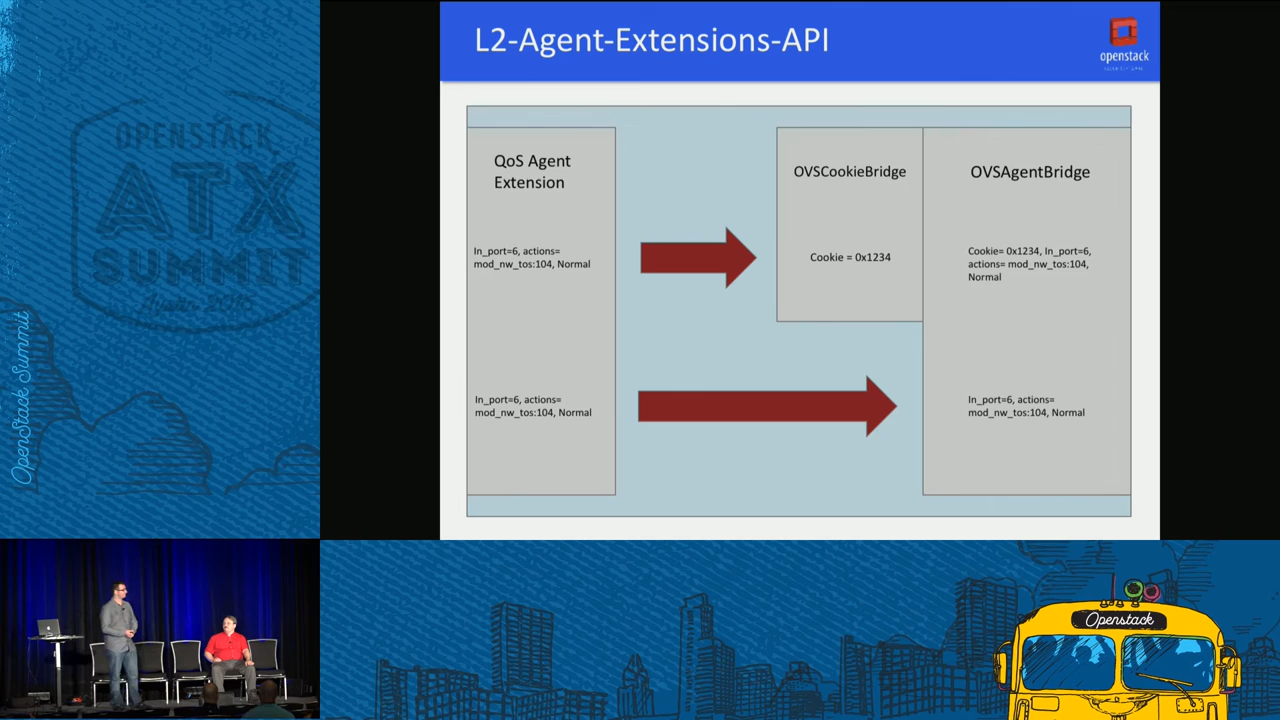 L2-Agent-Extensions-API
openstack
QoS Agent
Extension
OVSCookieBridge
OVSAgentBridge
In_port=6, actions=
mod_nw_tos:104, Normal
Cookie = 0x1234
Cookie= 0x1234, In_port=6,
actions= mod_nw_tos:104,
Normal
In_port=6, actions=
mod_nw_tos:104, Normal
In_port=6, actions=
mod_nw_tos:104, Normal
OPENSTACK
ATX
SUMMIT
Austin 2016
OpenStack Summit
Openstack